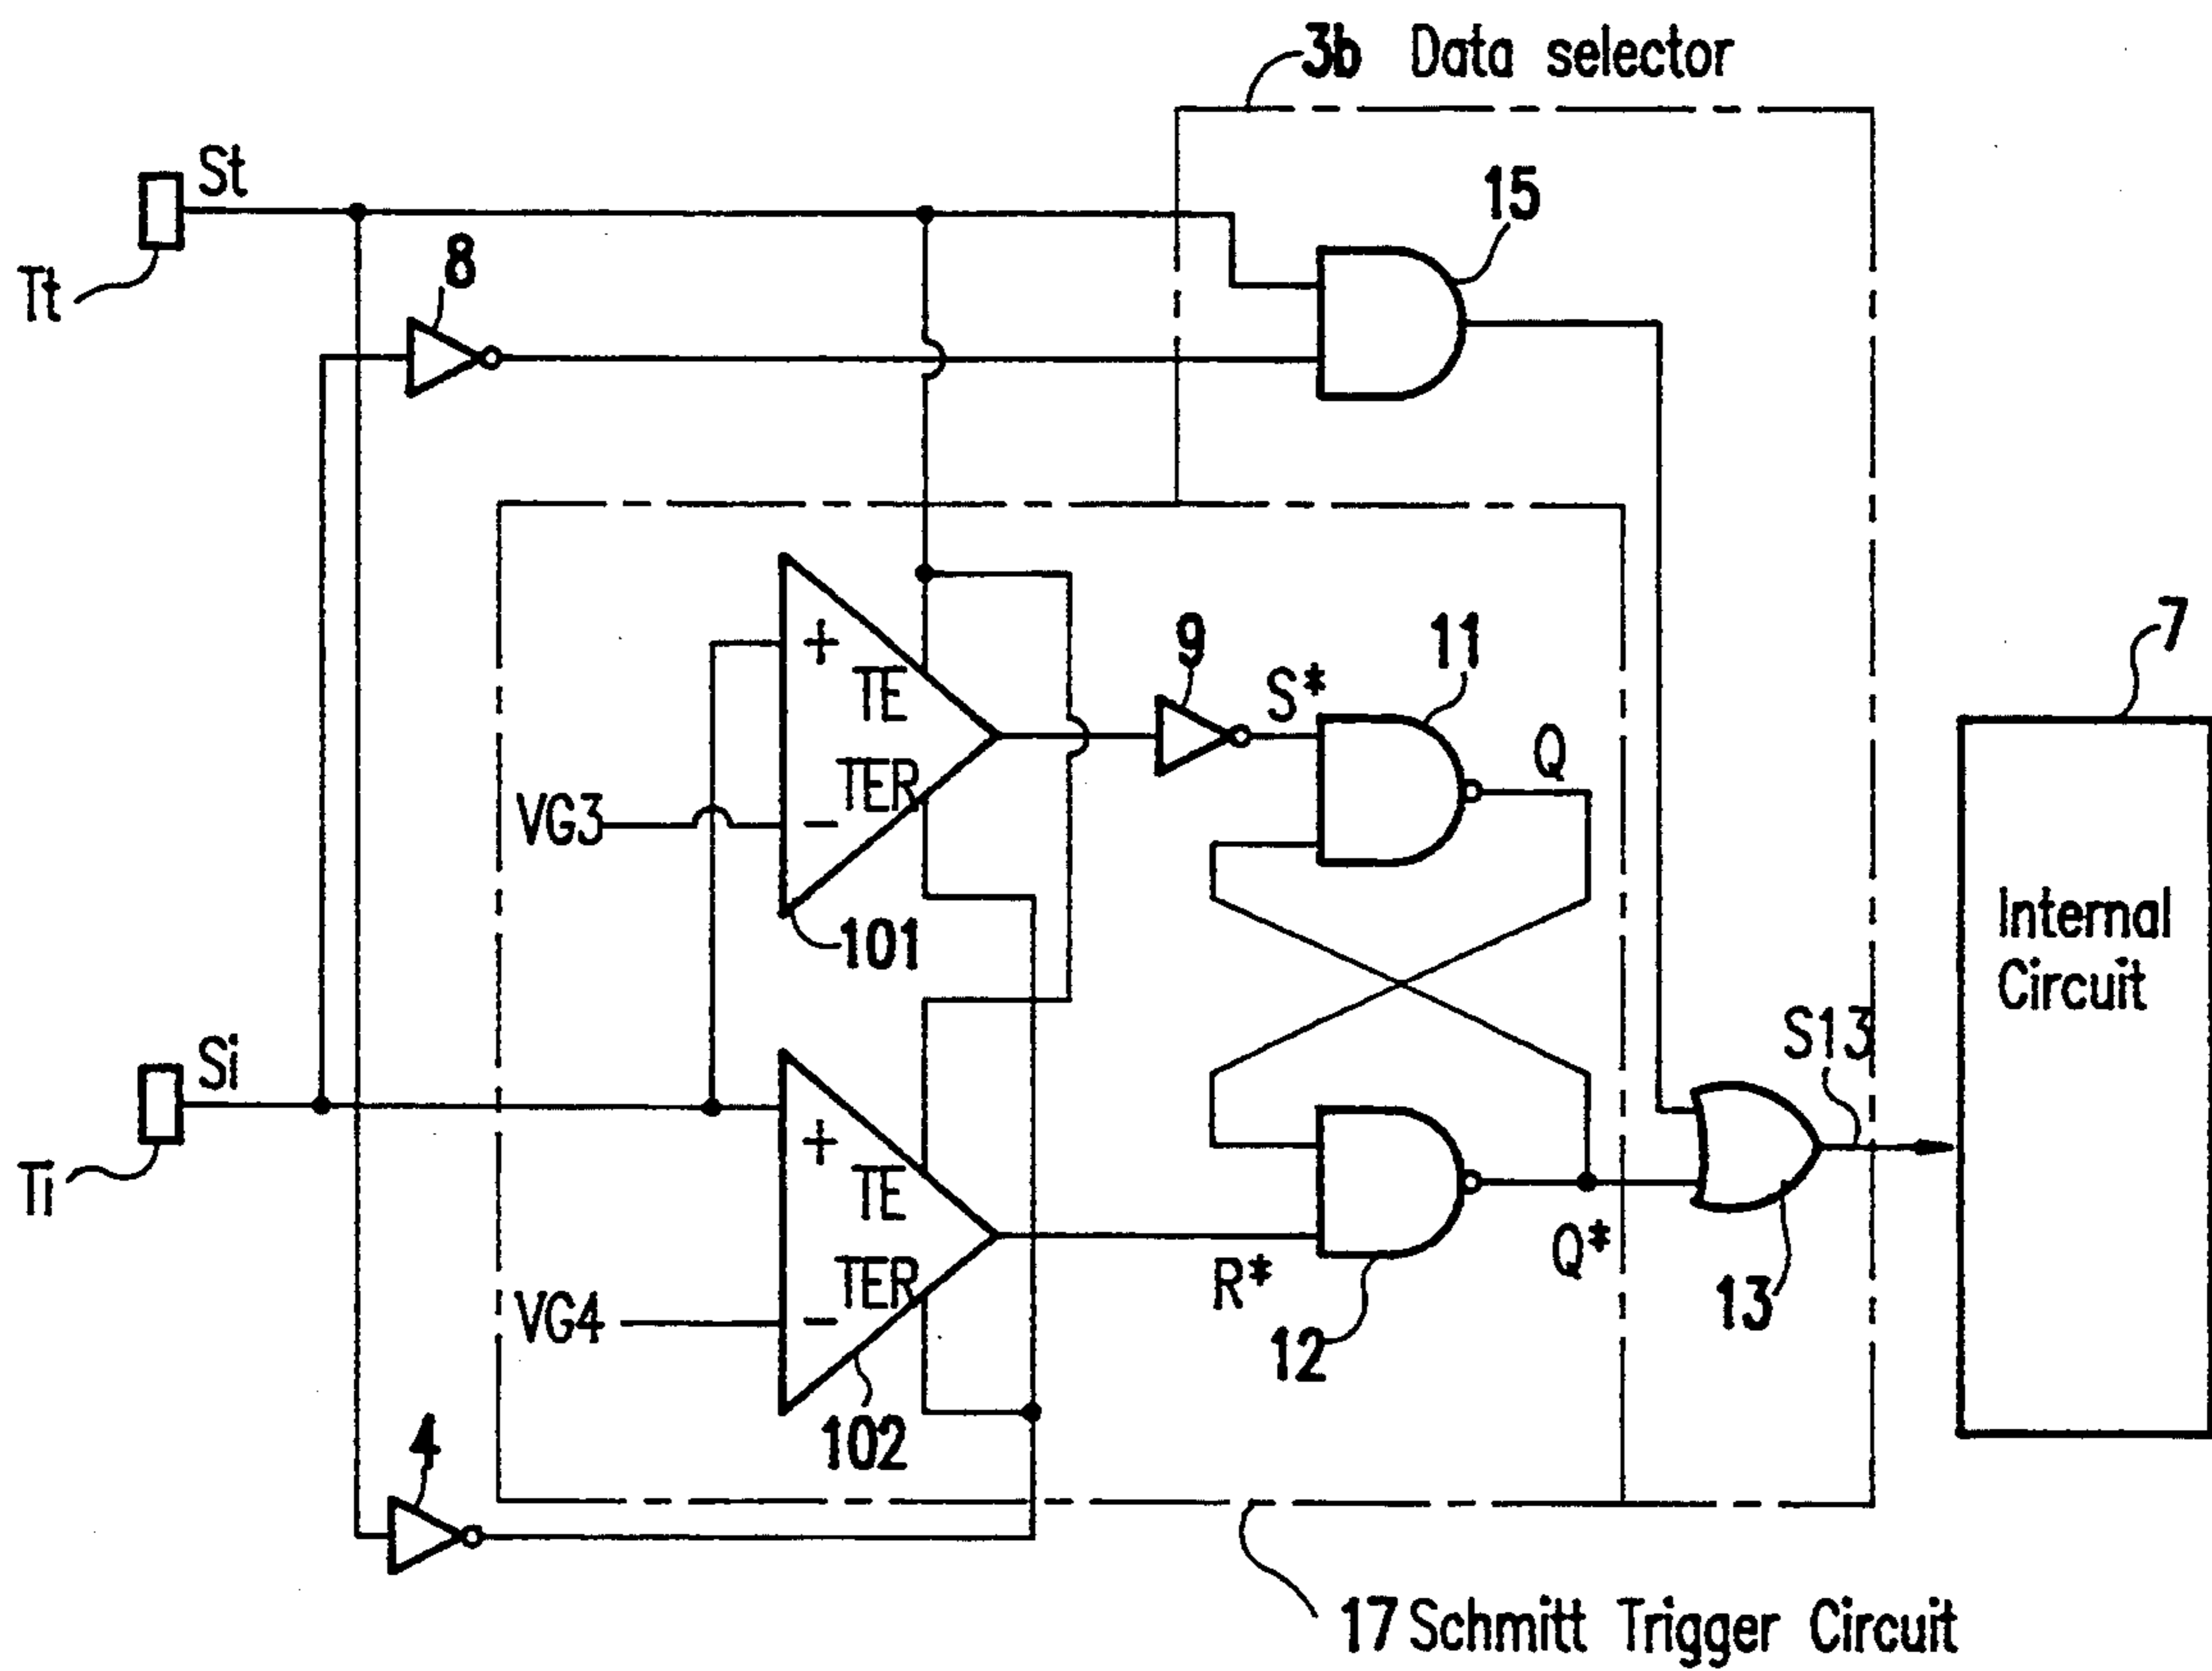 3b Data selector
St
15
Tt
8
7
9
S*
11
Q
+
TE
TER
VG3
−
101
Internal
Circuit
S13
Si
Ti
+
TE
TER
VG4
−
R*
Q*
12
13
102
4
17 Schmitt Trigger Circuit